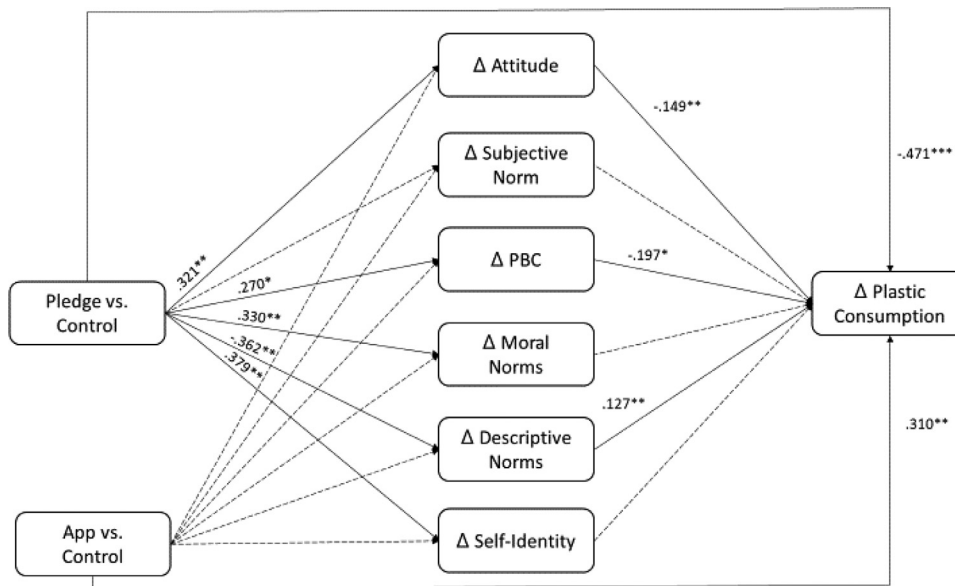 Δ Attitude
-.149**
Δ Subjective
Norm
-.471***
.321**
Δ PBC
-.197*
.270*
Pledge vs.
Control
Δ Plastic
Consumption
.330**
Δ Moral
Norms
-.362**
.379**
.127**
Δ Descriptive
Norms
.310**
App vs.
Control
Δ Self-Identity